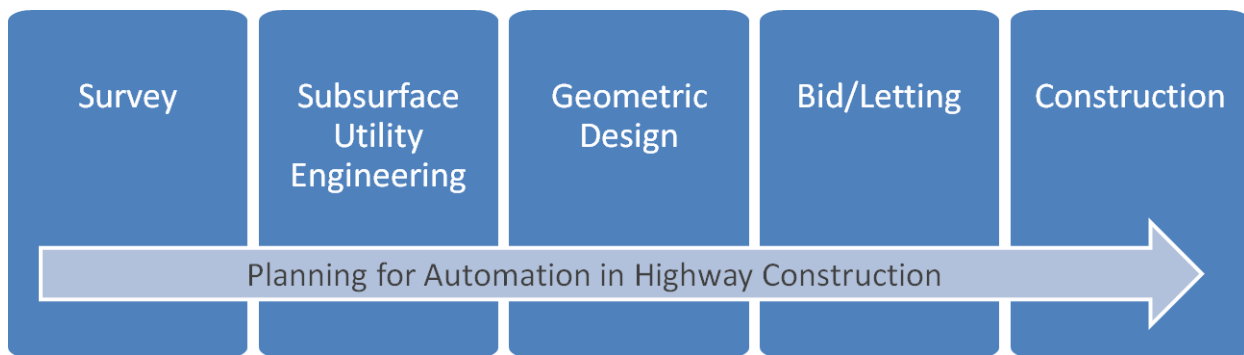 Survey
Subsurface
Utility
Engineering
Geometric
Design
Bid/Letting
Construction
Planning for Automation in Highway Construction